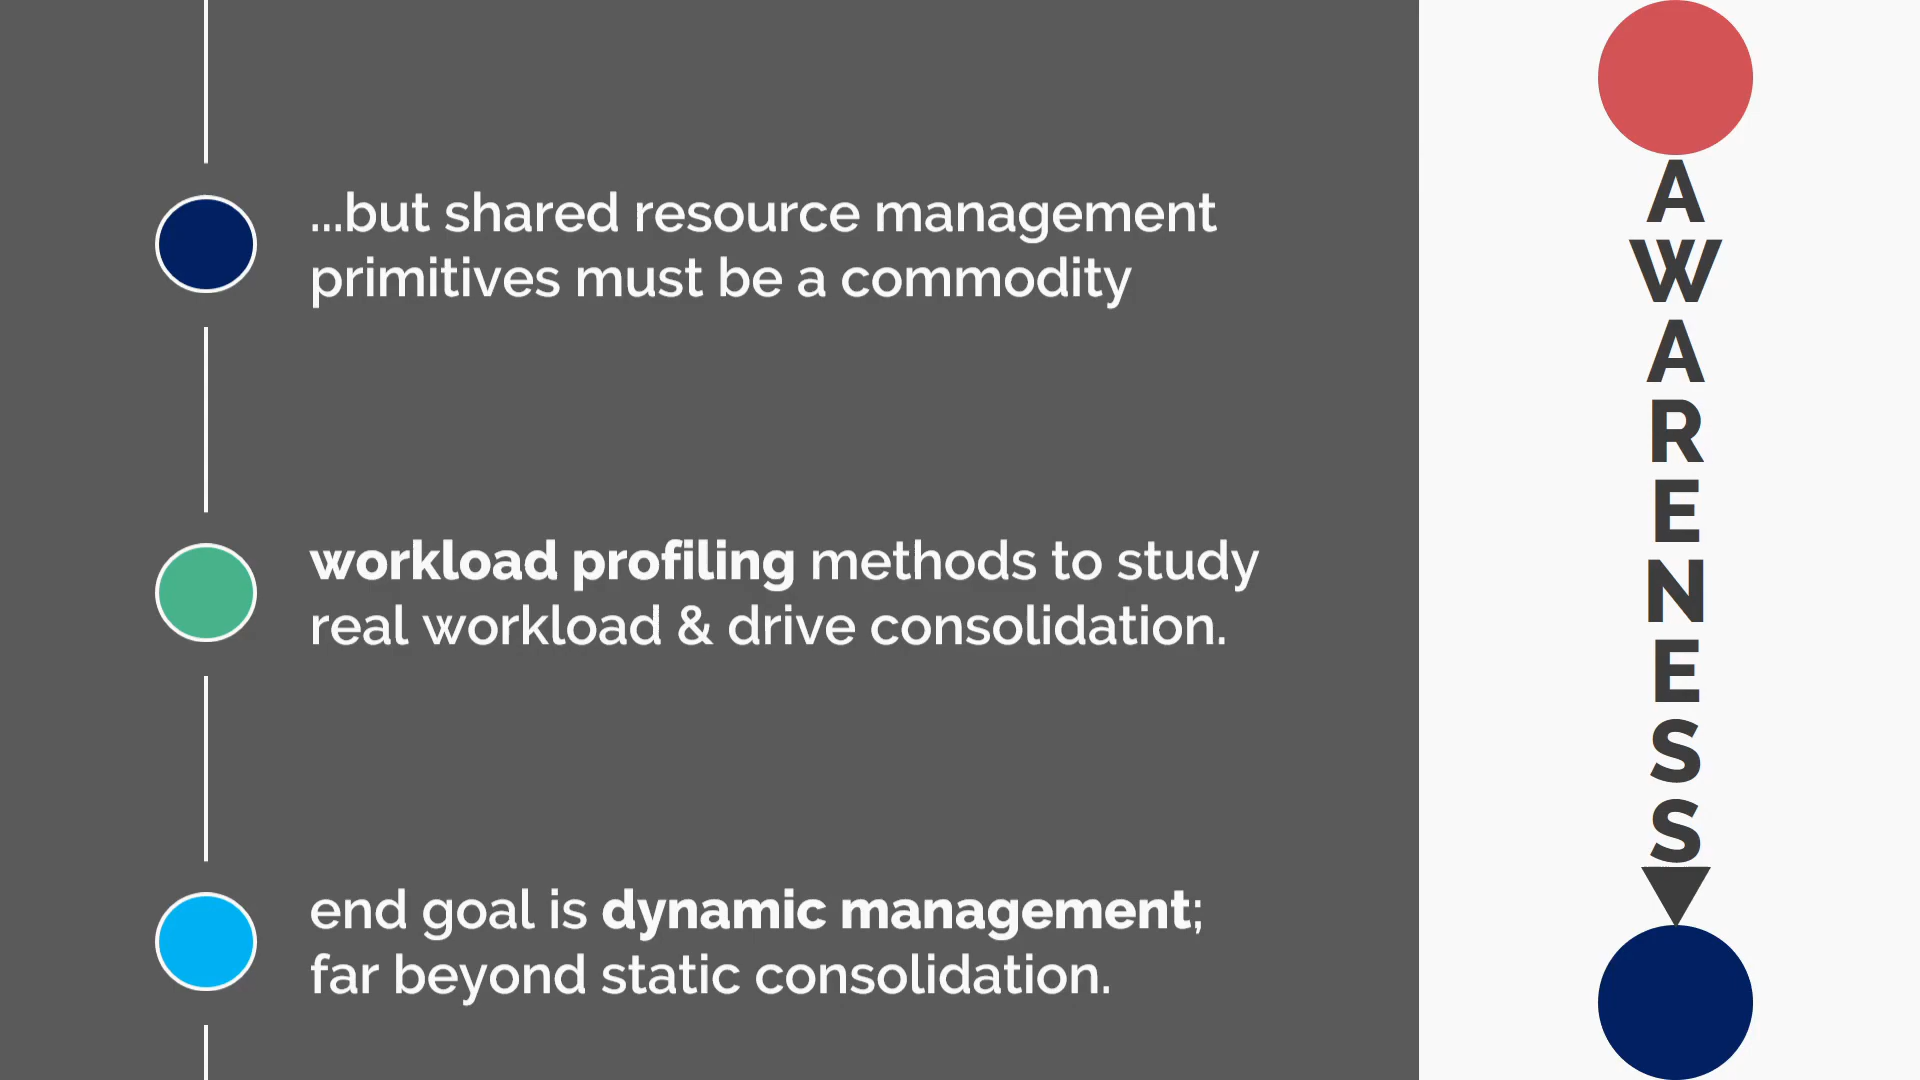 ...but shared resource management
primitives must be a commodity
workload profiling methods to study
real workload & drive consolidation.
end goal is dynamic management;
far beyond static consolidation.
A
W
A
R
E
N
E
S
S